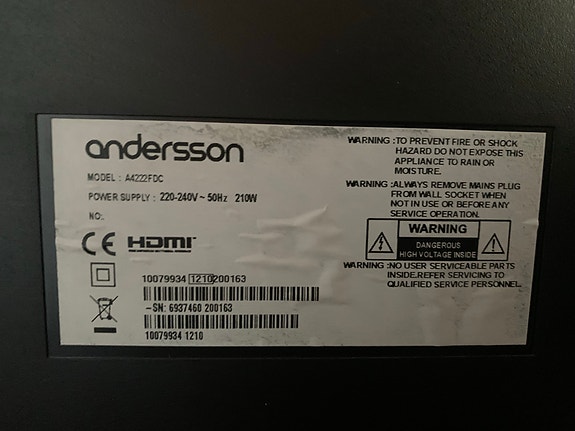 andersson
MODEL : A4222FDC
POWER SUPPLY : 220-240V ~ 50Hz 210W
NO:.
CE HDMI
10079934 1210200163
-SN: 6937460 200163
10079934 1210
WARNING :TO PREVENT FIRE OR SHOCK
HAZARD DO NOT EXPOSE THIS
APPLIANCE TO RAIN OR
MOISTURE.
WARNING :ALWAYS REMOVE MAINS PLUG
FROM WALL SOCKET WHEN
NOT IN USE OR BEFORE ANY
SERVICE OPERATION.
WARNING
DANGEROUS
HIGH VOLTAGE INSIDE
WARNING :NO USER SERVICEABLE PARTS
INSIDE.REFER SERVICING TO
QUALIFIED SERVICE PERSONNEL.